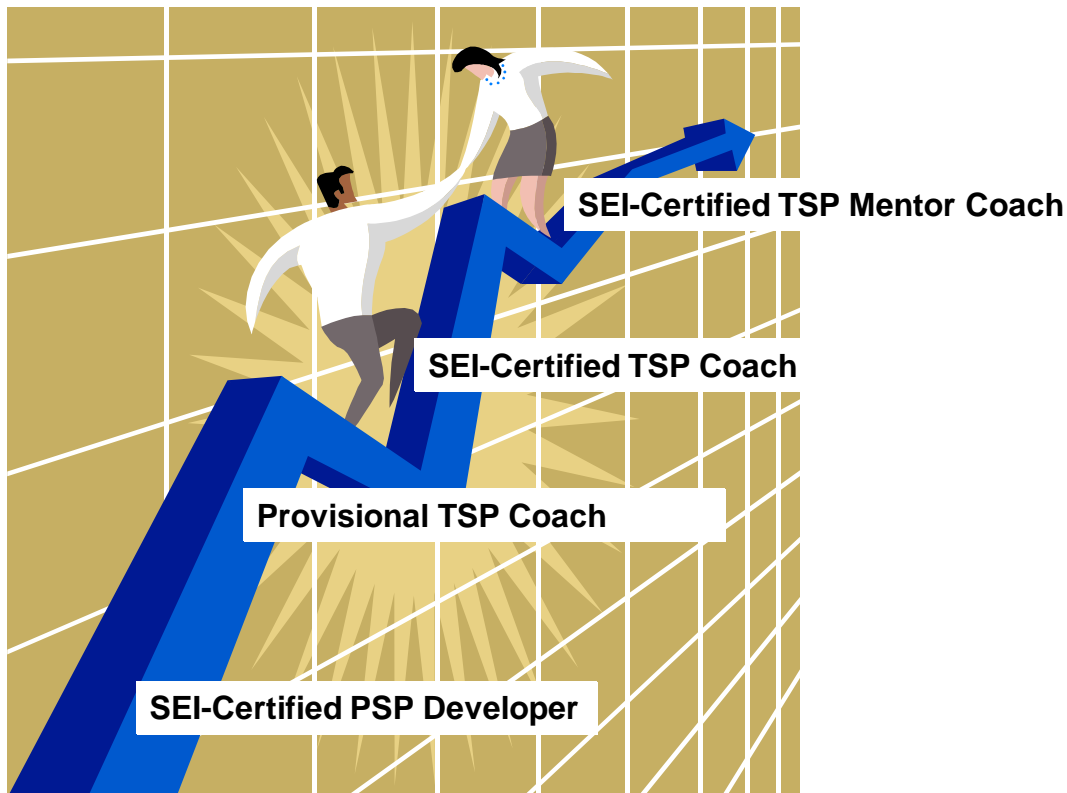 SEI-Certified TSP Mentor Coach
SEI-Certified TSP Coach
Provisional TSP Coach
SEI-Certified PSP Developer